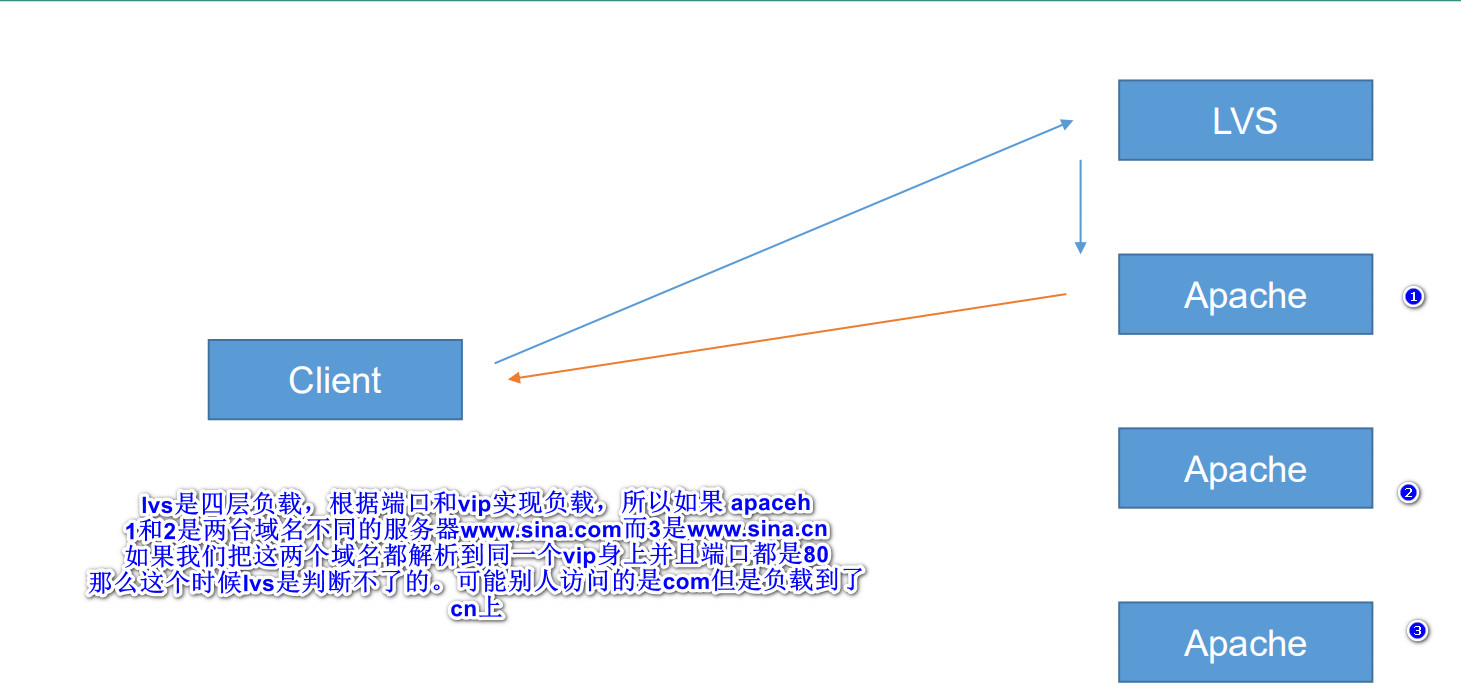 LVS
Apache
❶
Client
Apache
❷
lvs是四层负载，根据端口和vip实现负载，所以如果 apaceh
1和2是两台域名不同的服务器www.sina.com而3是www.sina.cn
如果我们把这两个域名都解析到同一个vip身上并且端口都是80
那么这个时候lvs是判断不了的。可能别人访问的是com但是负载到了
cn上
Apache
❸